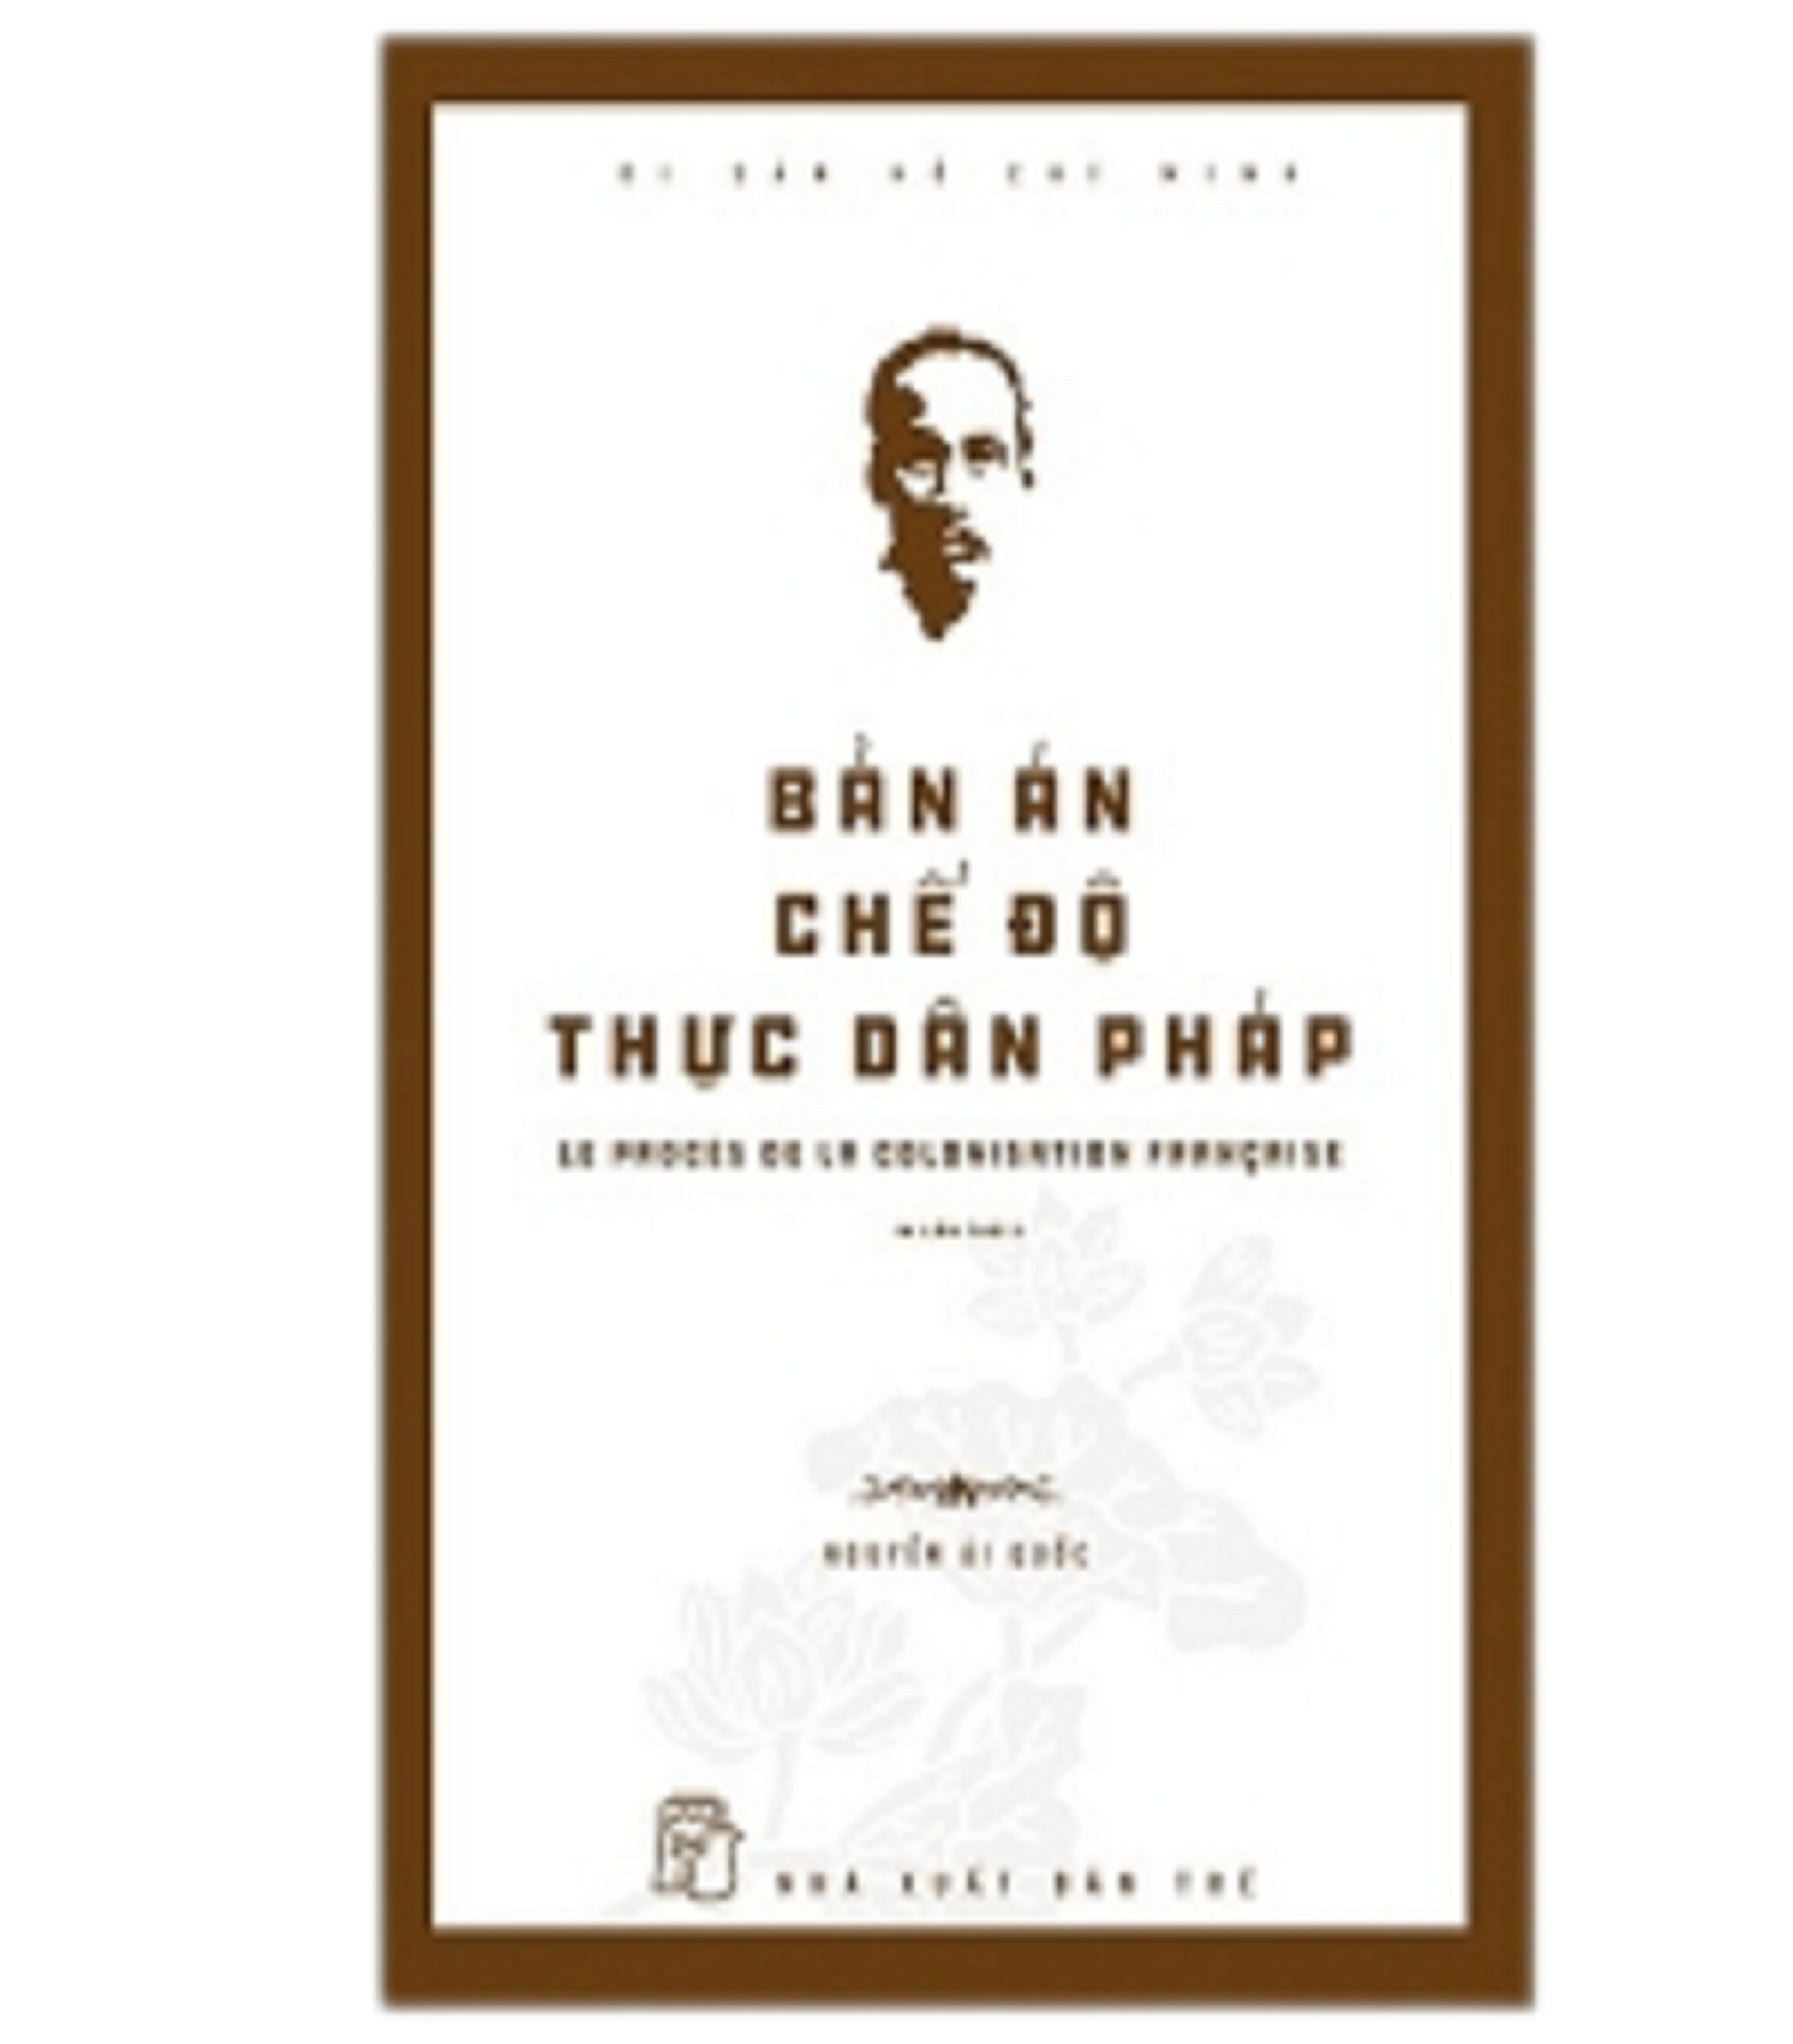 DI SẢN HỒ CHÍ MINH
BẢN ÁN
CHẾ ĐỘ
THỰC DÂN PHÁP
LE PROCÈS DE LA COLONISATION FRANÇAISE
NGUYỄN ÁI QUỐC
NHÀ XUẤT BẢN TRẺ